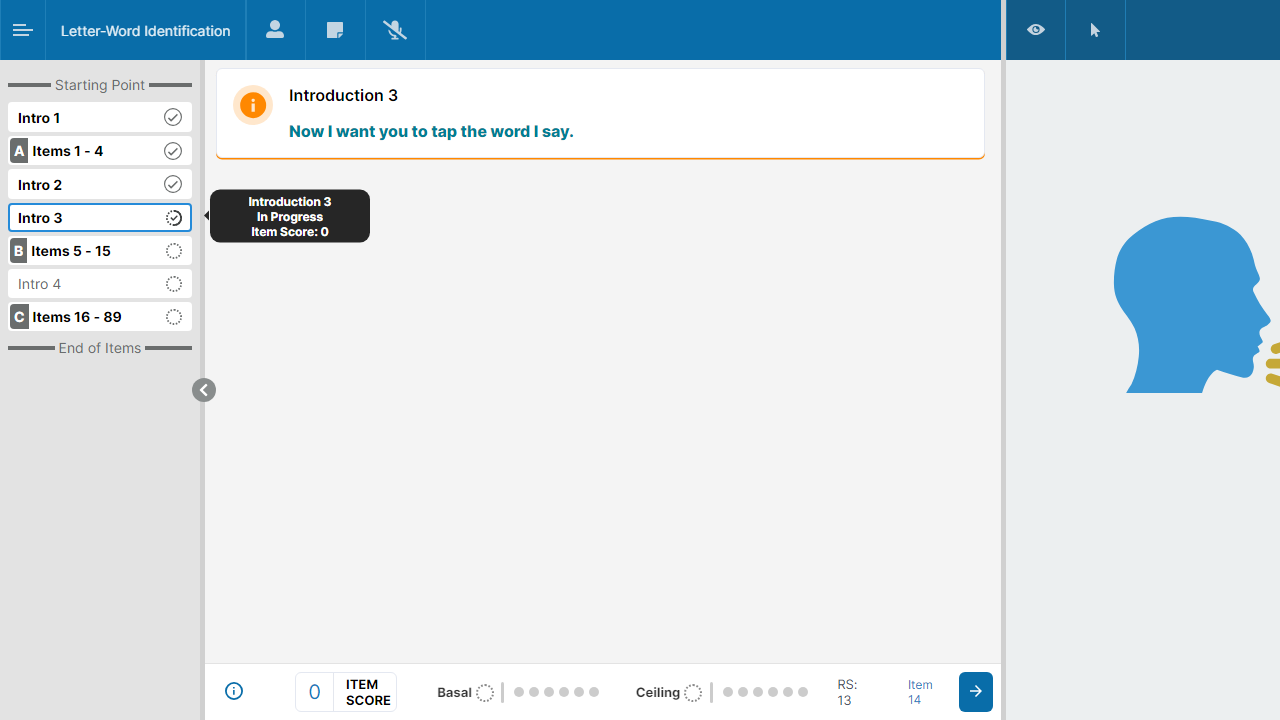 Letter-Word Identification
Starting Point
Intro 1
A Items 1 - 4
Intro 2
Intro 3
B Items 5 - 15
Intro 4
C Items 16 - 89
End of Items
Introduction 3
Now I want you to tap the word I say.
Introduction 3
In Progress
Item Score: 0
0
ITEM
SCORE
Basal
Ceiling
RS:
13
Item
14